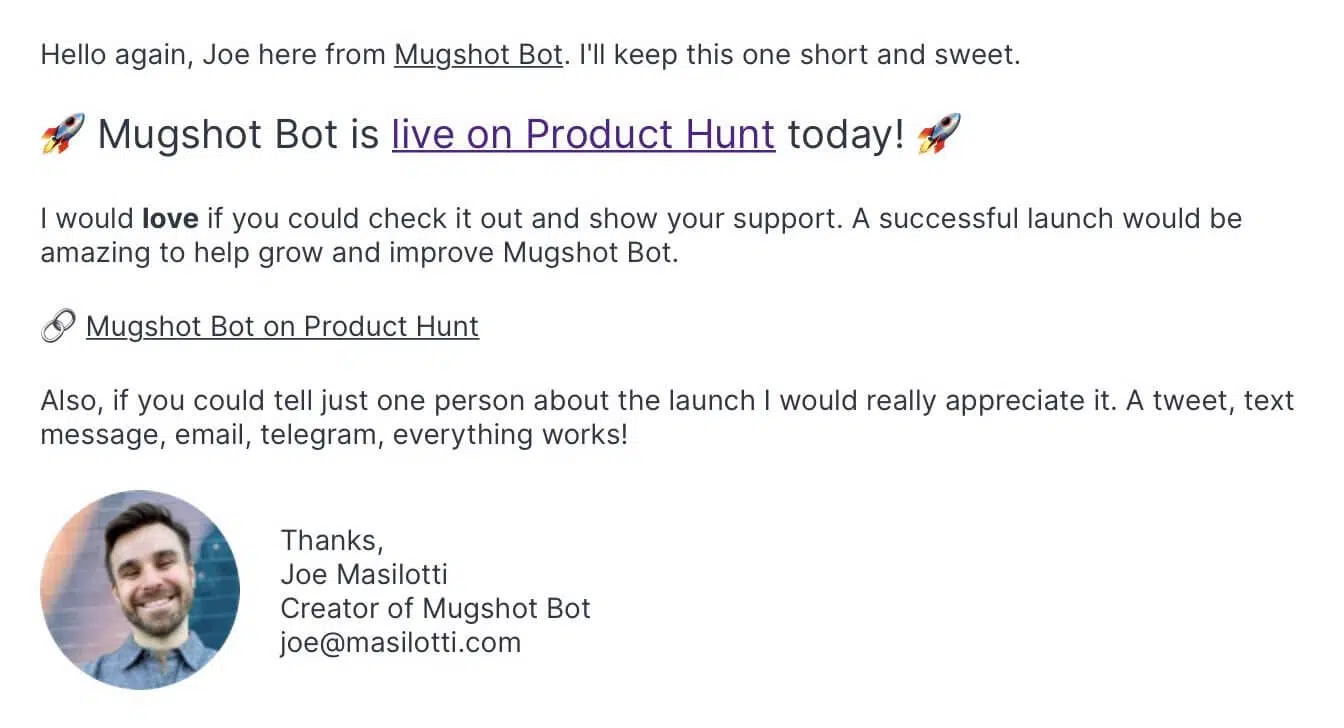 Hello again, Joe here from Mugshot Bot. I'll keep this one short and sweet.
🚀 Mugshot Bot is live on Product Hunt today! 🚀
I would love if you could check it out and show your support. A successful launch would be
amazing to help grow and improve Mugshot Bot.
🔗 Mugshot Bot on Product Hunt
Also, if you could tell just one person about the launch I would really appreciate it. A tweet, text
message, email, telegram, everything works!
Thanks,
Joe Masilotti
Creator of Mugshot Bot
joe@masilotti.com